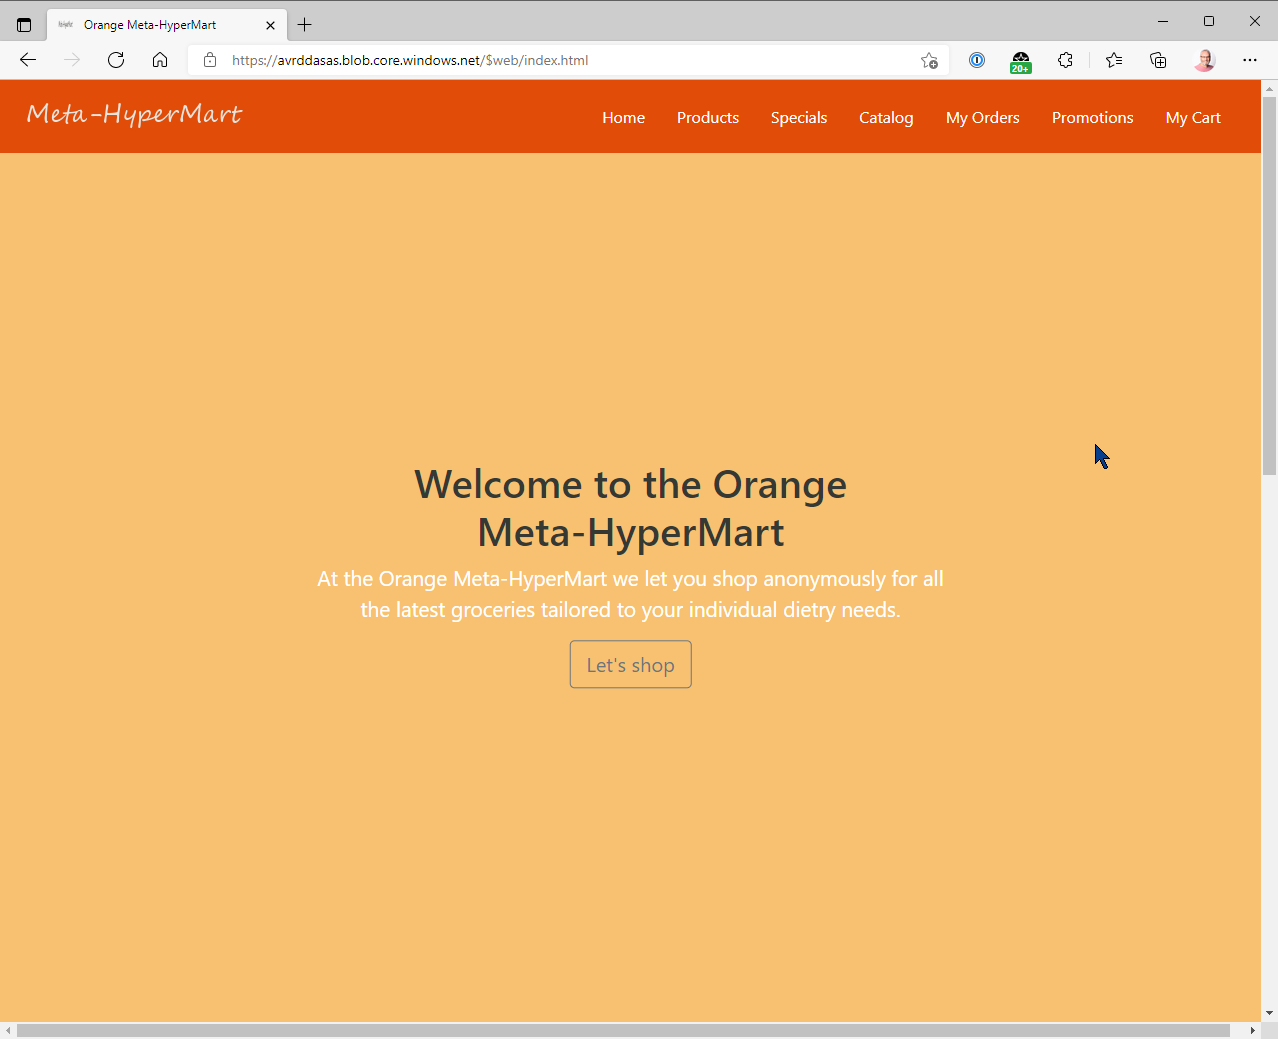 Orange Meta-HyperMart
https://avrddasas.blob.core.windows.net/$web/index.html
20+
Meta-HyperMart
Home Products Specials Catalog My Orders Promotions My Cart
Welcome to the Orange
Meta-HyperMart
At the Orange Meta-HyperMart we let you shop anonymously for all
the latest groceries tailored to your individual dietry needs.
Let's shop